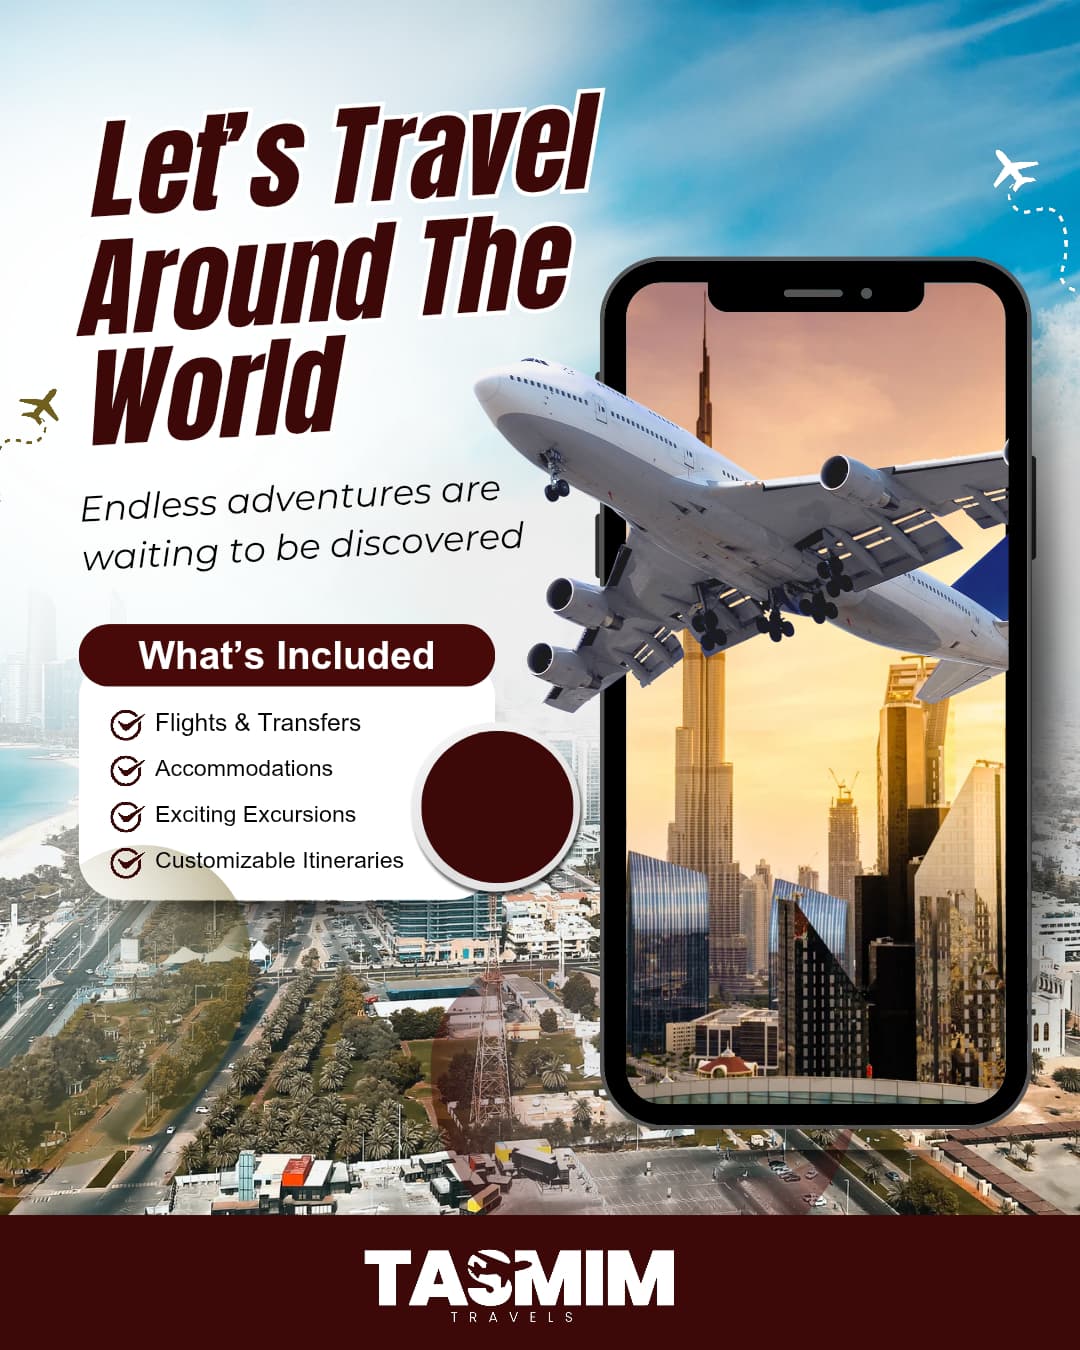 Let's Travel
Around The
World
Endless adventures are
waiting to be discovered
What's Included
Flights & Transfers
Accommodations
Exciting Excursions
Customizable Itineraries
TASMIM
TRAVELS